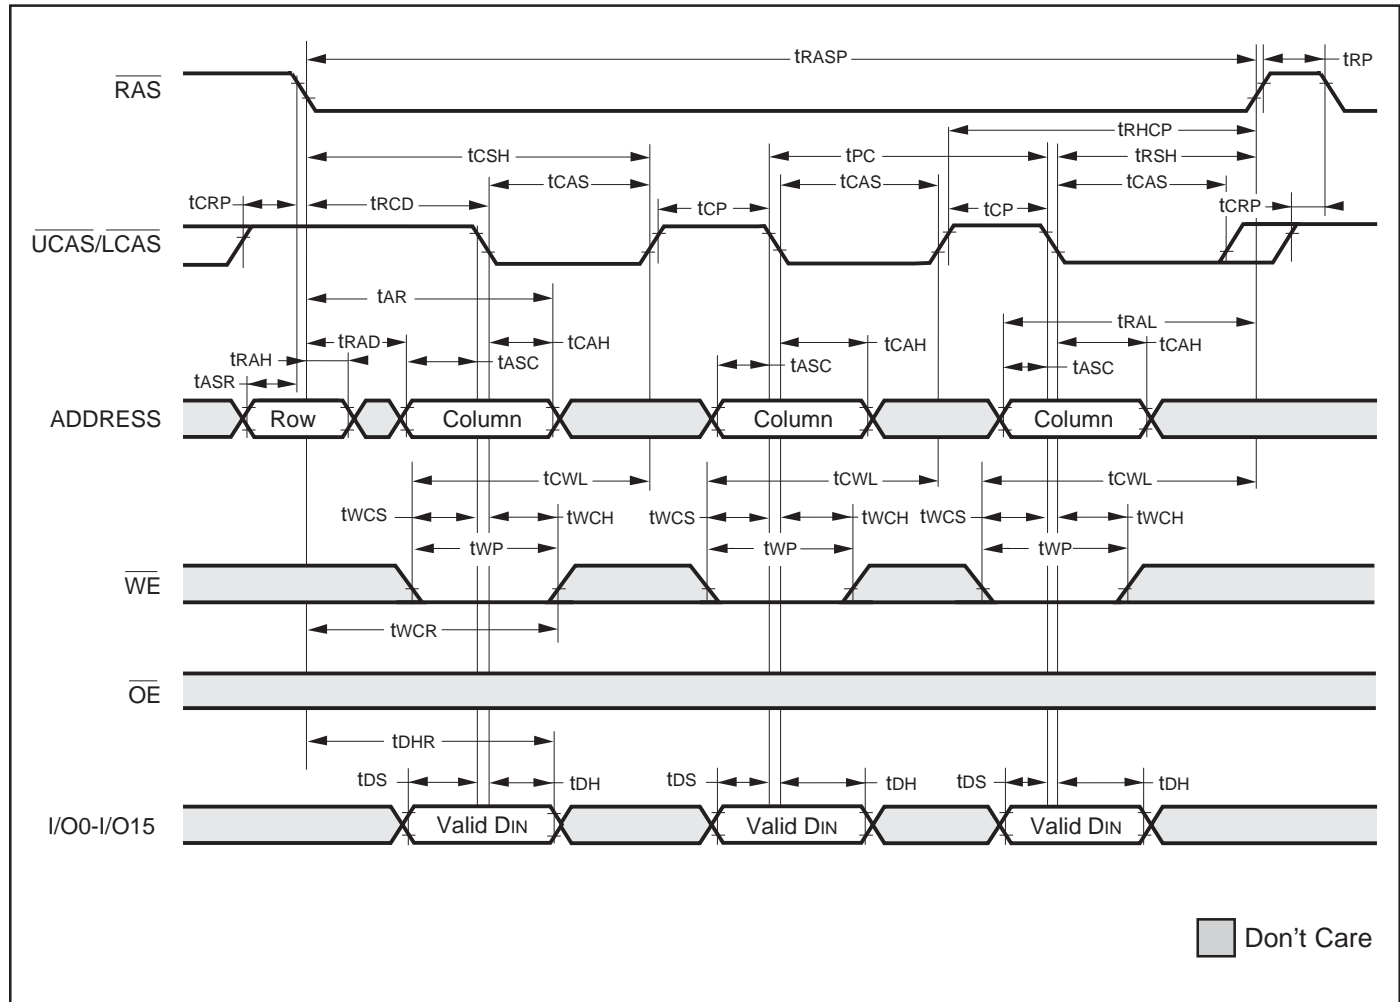 tRASP
tRP
RAS
tRHCP
tCSH
tPC
tRSH
tCAS
tCAS
tCAS
tCRP
tRCD
tCP
tCP
tCRP
UCAS/LCAS
tAR
tRAL
tRAD
tCAH
tCAH
tCAH
tRAH
tASC
tASC
tASC
tASR
ADDRESS
Row
Column
Column
Column
tCWL
tCWL
tCWL
tWCS
tWCH
tWCS
tWCH
tWCS
tWCH
tWP
tWP
tWP
WE
tWCR
OE
tDHR
tDS
tDH
tDS
tDH
tDS
tDH
I/O0-I/O15
Valid DIN
Valid DIN
Valid DIN
Don't Care